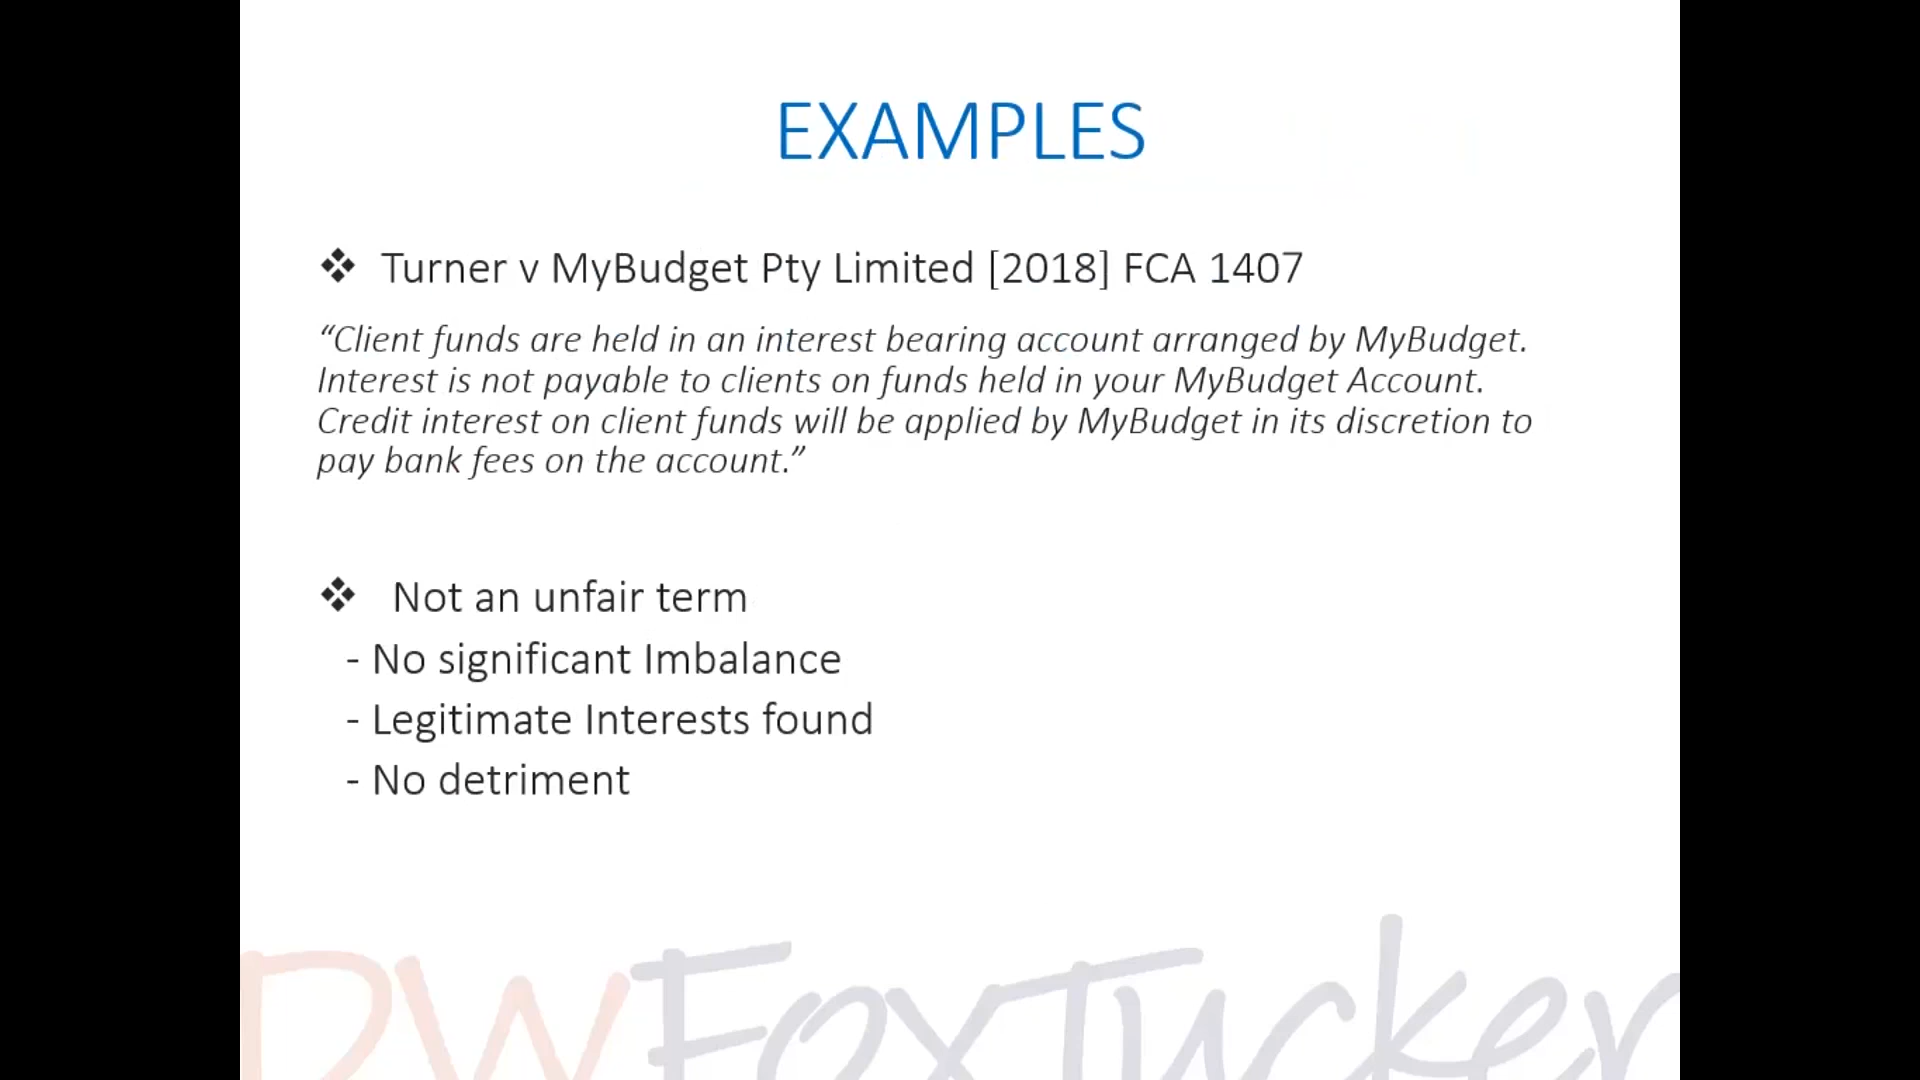 EXAMPLES
❖ Turner v MyBudget Pty Limited [2018] FCA 1407
“Client funds are held in an interest bearing account arranged by MyBudget.
Interest is not payable to clients on funds held in your MyBudget Account.
Credit interest on client funds will be applied by MyBudget in its discretion to
pay bank fees on the account.”
❖ Not an unfair term
- No significant Imbalance
- Legitimate Interests found
- No detriment
DW Fox Tucker